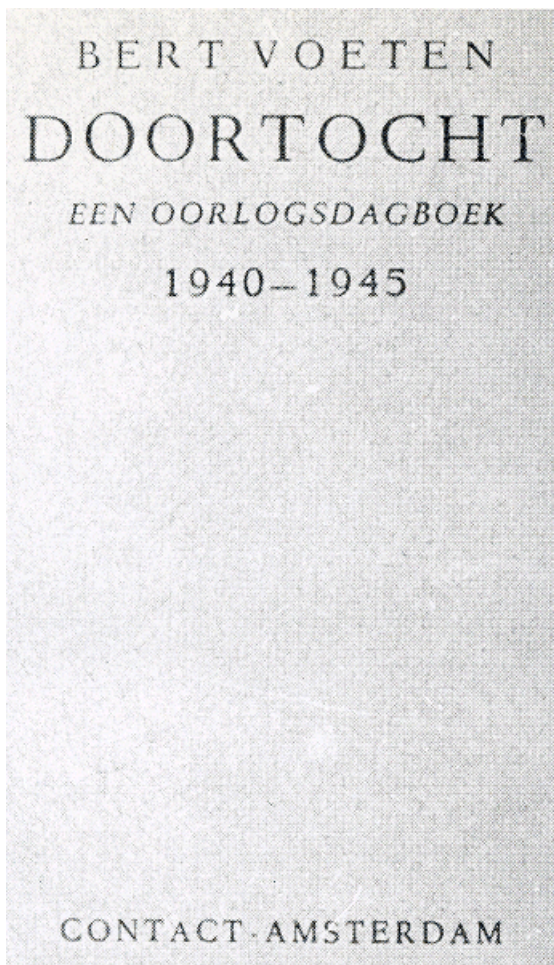 BERT VOETEN
DOORTOCHT
EEN OORLOGSDAGBOEK
1940–1945
CONTACT·AMSTERDAM